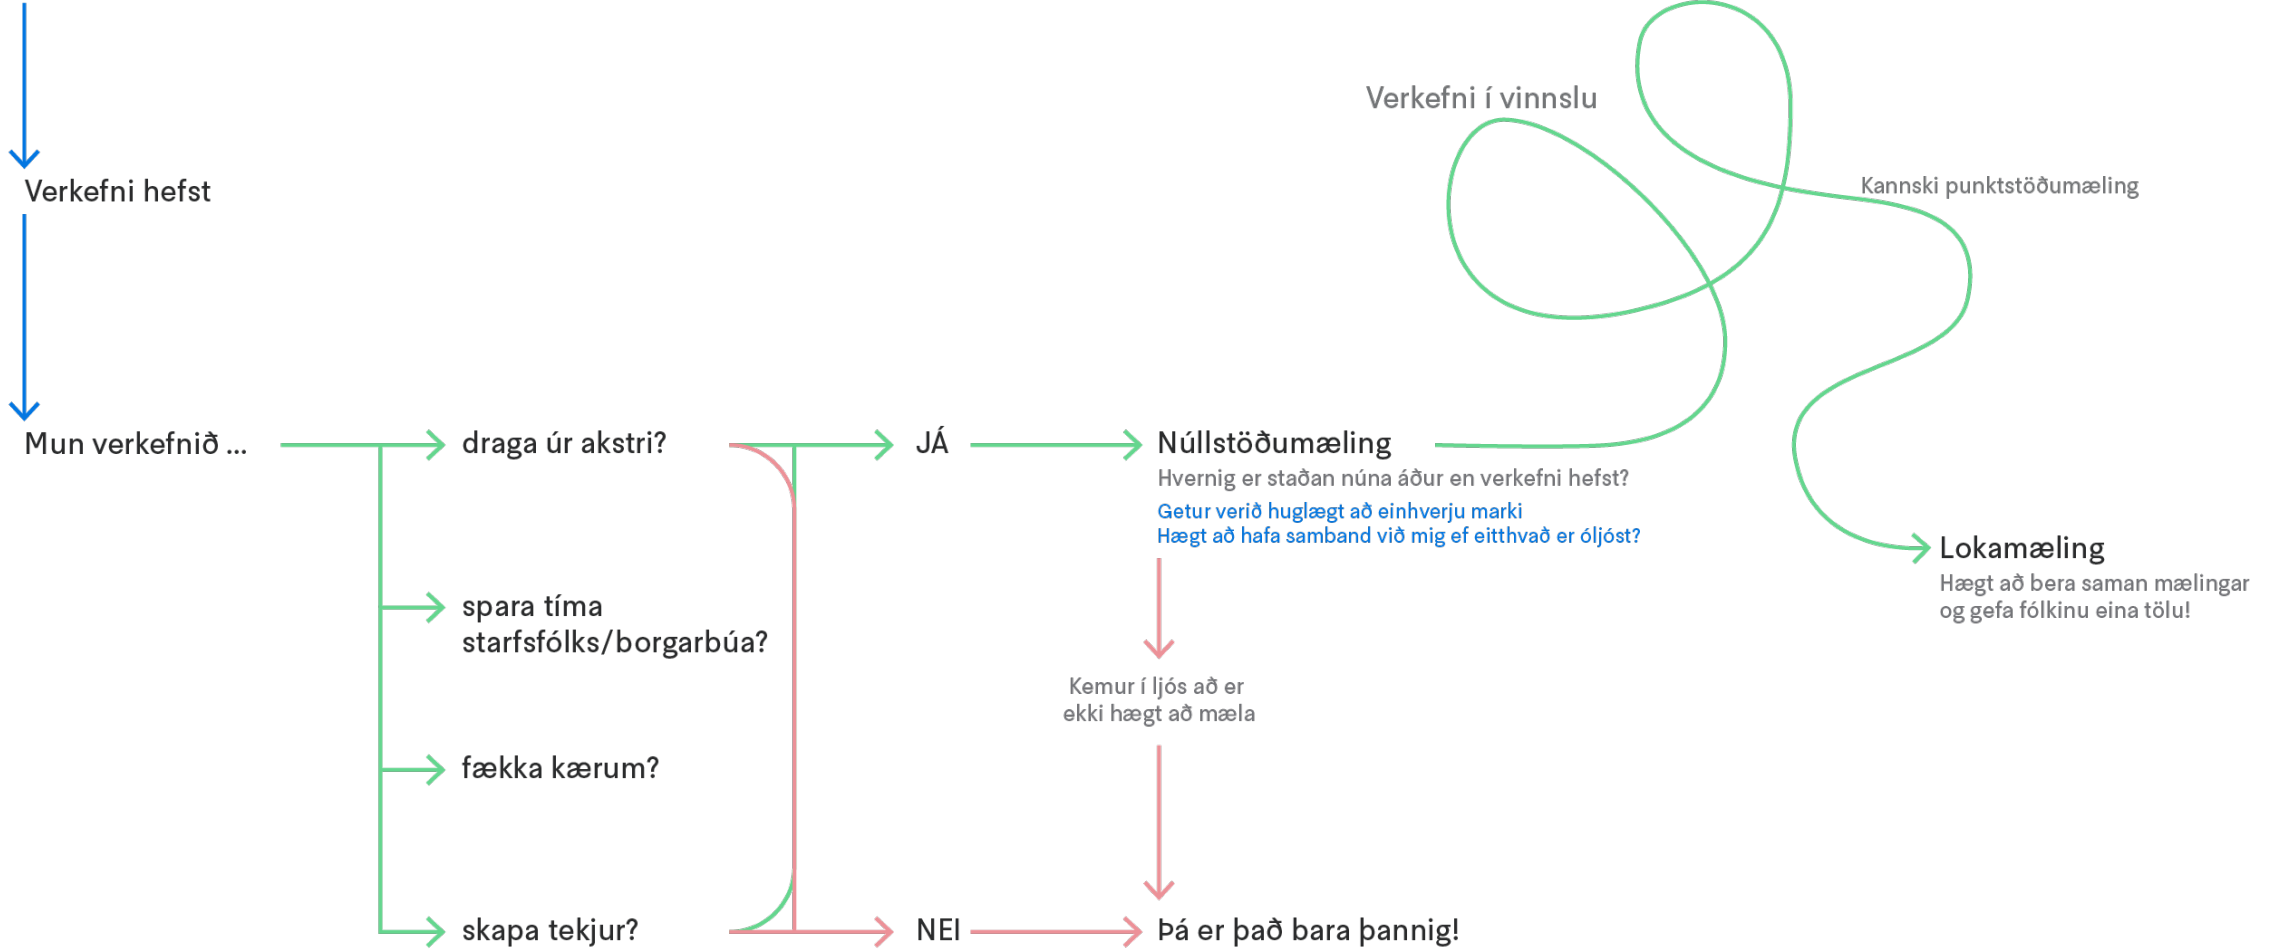 Verkefni í vinnslu
Kannski punktstöðumæling
Verkefni hefst
Mun verkefnið ...
draga úr akstri?
JÁ
Núllstöðumæling
Hvernig er staðan núna áður en verkefni hefst?
Getur verið huglægt að einhverju marki
Hægt að hafa samband við mig ef eitthvað er óljóst?
Lokamæling
Hægt að bera saman mælingar
og gefa fólkinu eina tölu!
spara tíma
starfsfólks/borgarbúa?
Kemur í ljós að er
ekki hægt að mæla
fækka kærum?
skapa tekjur?
NEI
Þá er það bara þannig!